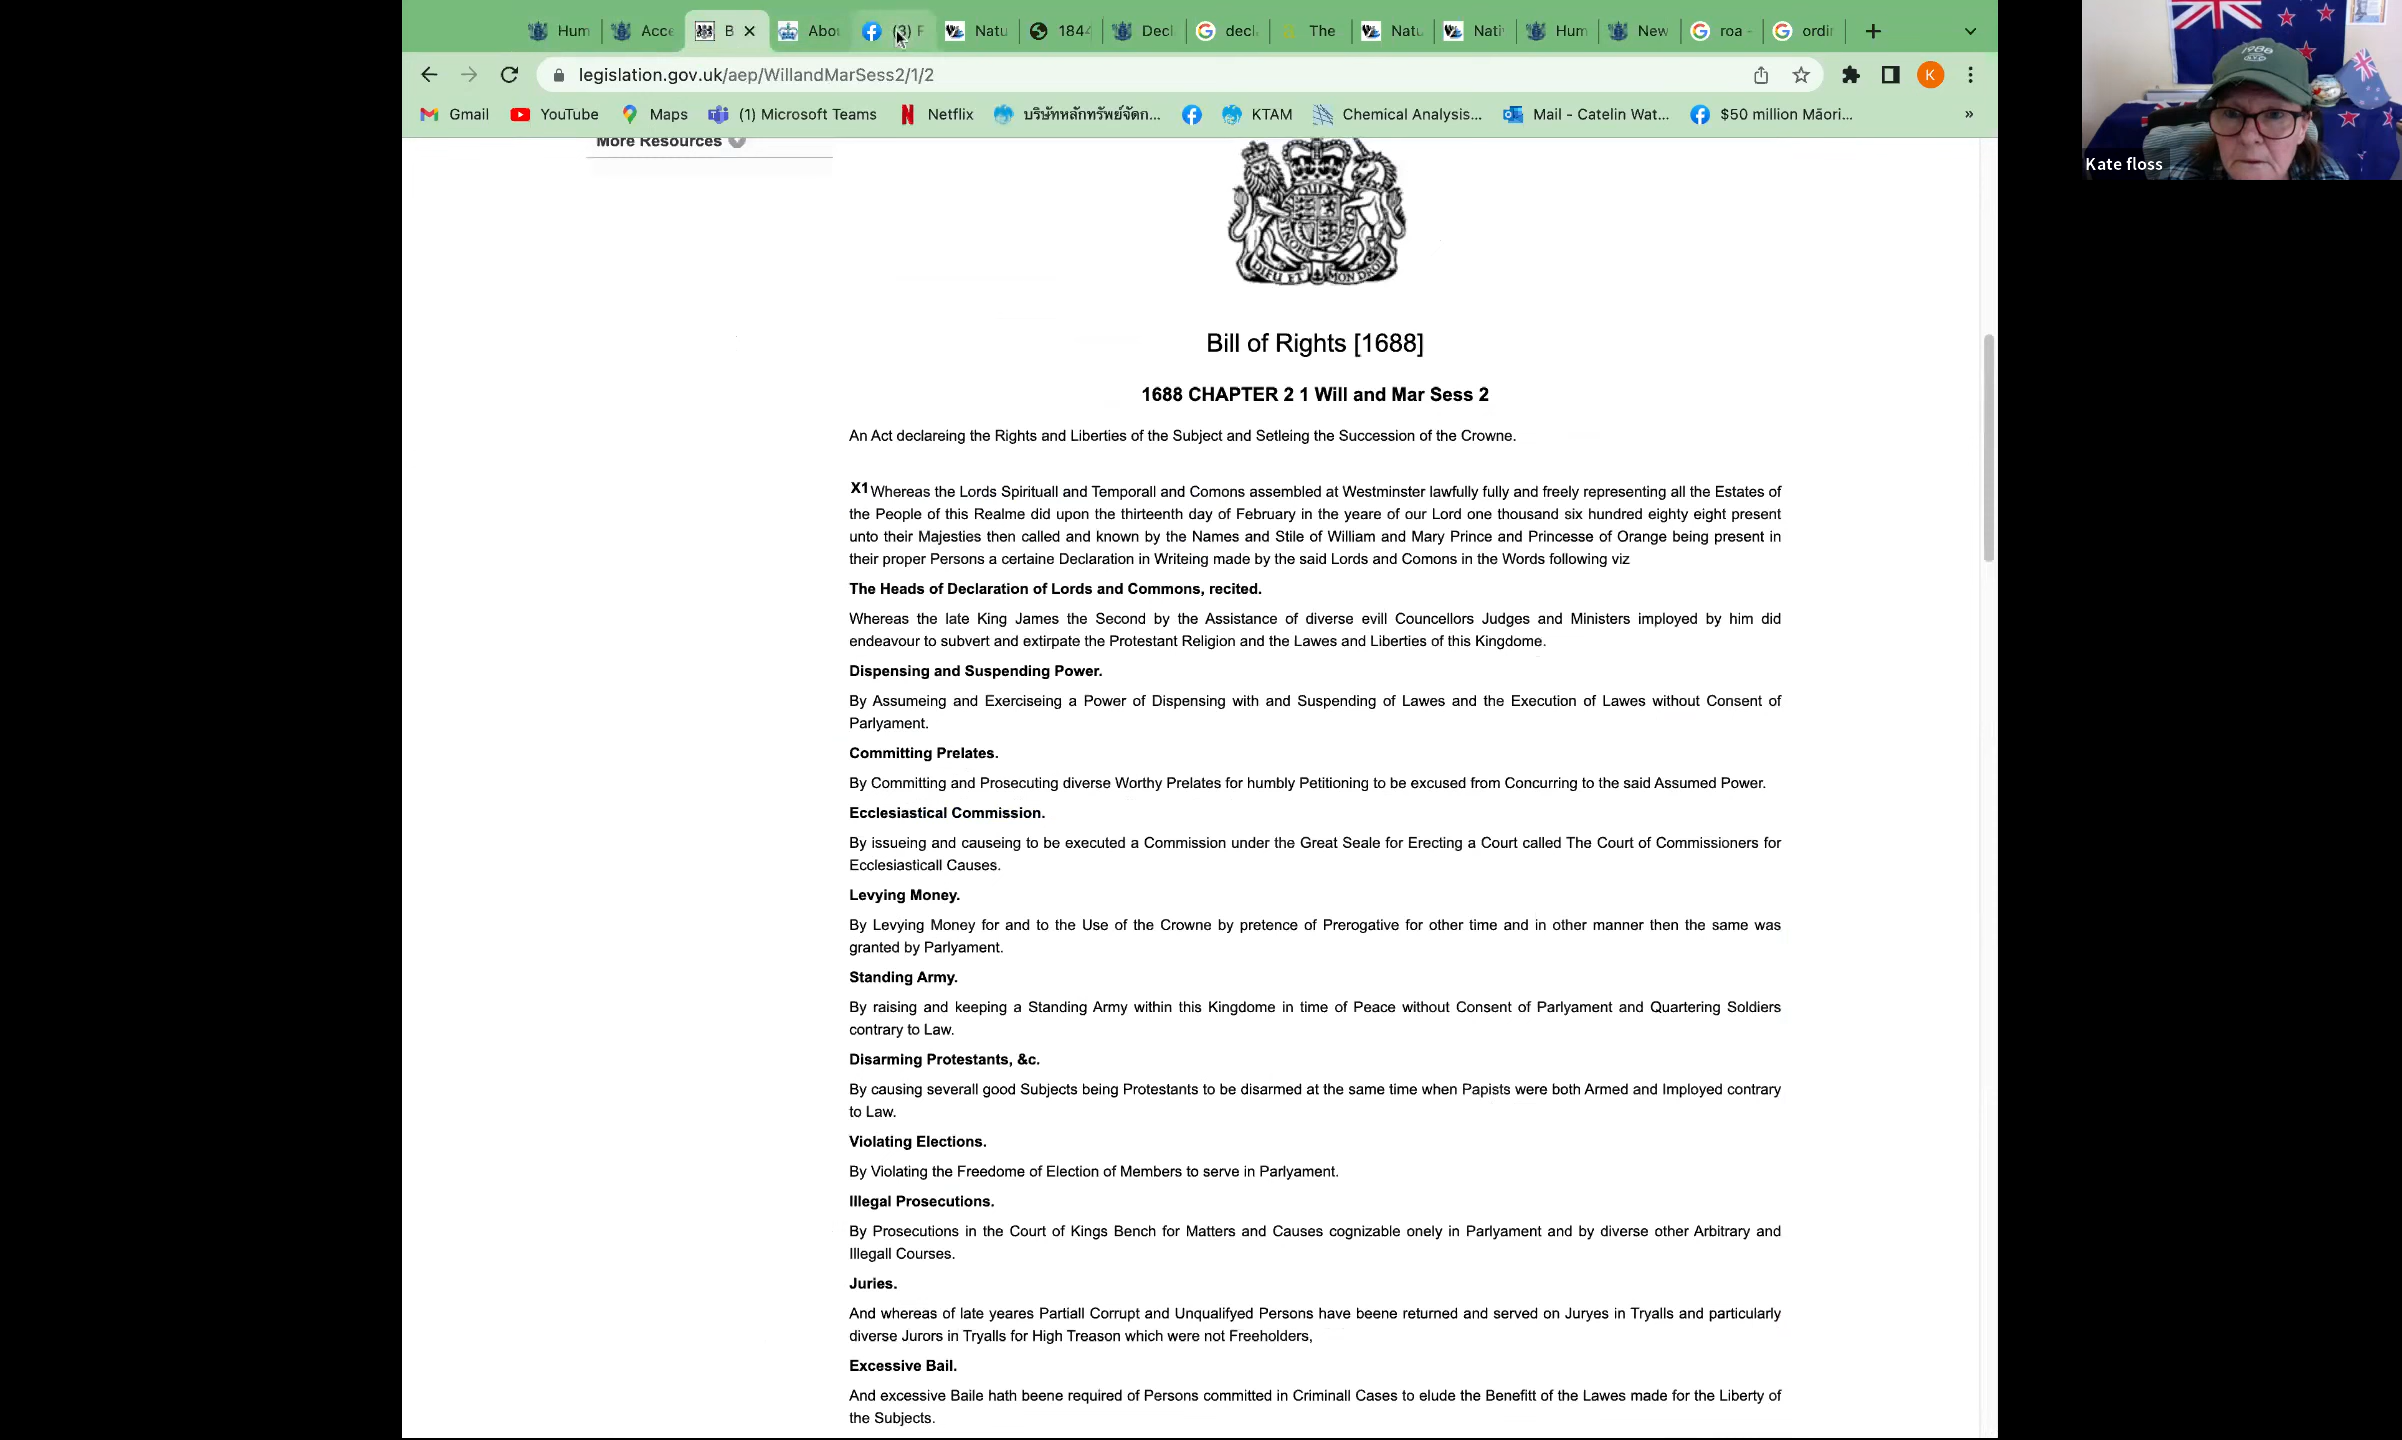 Hum Acce B Abou (3) F Natu 1844 Decl decl The Natu Nativ Hum New roa - ordin
legislation.gov.uk/aep/WillandMarSess2/1/2 K
Gmail YouTube Maps (1) Microsoft Teams Netflix บริษัทหลักทรัพย์จัดก... KTAM Chemical Analysis... Mail - Catelin Wat... $50 million Māori... »
More Resources
1988
Kate floss
DIEU ET MON DROIT
Bill of Rights [1688]
1688 CHAPTER 2 1 Will and Mar Sess 2
An Act declareing the Rights and Liberties of the Subject and Setleing the Succession of the Crowne.
X1Whereas the Lords Spirituall and Temporall and Comons assembled at Westminster lawfully fully and freely representing all the Estates of
the People of this Realme did upon the thirteenth day of February in the yeare of our Lord one thousand six hundred eighty eight present
unto their Majesties then called and known by the Names and Stile of William and Mary Prince and Princesse of Orange being present in
their proper Persons a certaine Declaration in Writeing made by the said Lords and Comons in the Words following viz
The Heads of Declaration of Lords and Commons, recited.
Whereas the late King James the Second by the Assistance of diverse evill Councellors Judges and Ministers imployed by him did
endeavour to subvert and extirpate the Protestant Religion and the Lawes and Liberties of this Kingdome.
Dispensing and Suspending Power.
By Assumeing and Exerciseing a Power of Dispensing with and Suspending of Lawes and the Execution of Lawes without Consent of
Parlyament.
Committing Prelates.
By Committing and Prosecuting diverse Worthy Prelates for humbly Petitioning to be excused from Concurring to the said Assumed Power.
Ecclesiastical Commission.
By issueing and causeing to be executed a Commission under the Great Seale for Erecting a Court called The Court of Commissioners for
Ecclesiasticall Causes.
Levying Money.
By Levying Money for and to the Use of the Crowne by pretence of Prerogative for other time and in other manner then the same was
granted by Parlyament.
Standing Army.
By raising and keeping a Standing Army within this Kingdome in time of Peace without Consent of Parlyament and Quartering Soldiers
contrary to Law.
Disarming Protestants, &c.
By causing severall good Subjects being Protestants to be disarmed at the same time when Papists were both Armed and Imployed contrary
to Law.
Violating Elections.
By Violating the Freedome of Election of Members to serve in Parlyament.
Illegal Prosecutions.
By Prosecutions in the Court of Kings Bench for Matters and Causes cognizable onely in Parlyament and by diverse other Arbitrary and
Illegall Courses.
Juries.
And whereas of late yeares Partiall Corrupt and Unqualifyed Persons have beene returned and served on Juryes in Tryalls and particularly
diverse Jurors in Tryalls for High Treason which were not Freeholders,
Excessive Bail.
And excessive Baile hath beene required of Persons committed in Criminall Cases to elude the Benefitt of the Lawes made for the Liberty of
the Subjects.